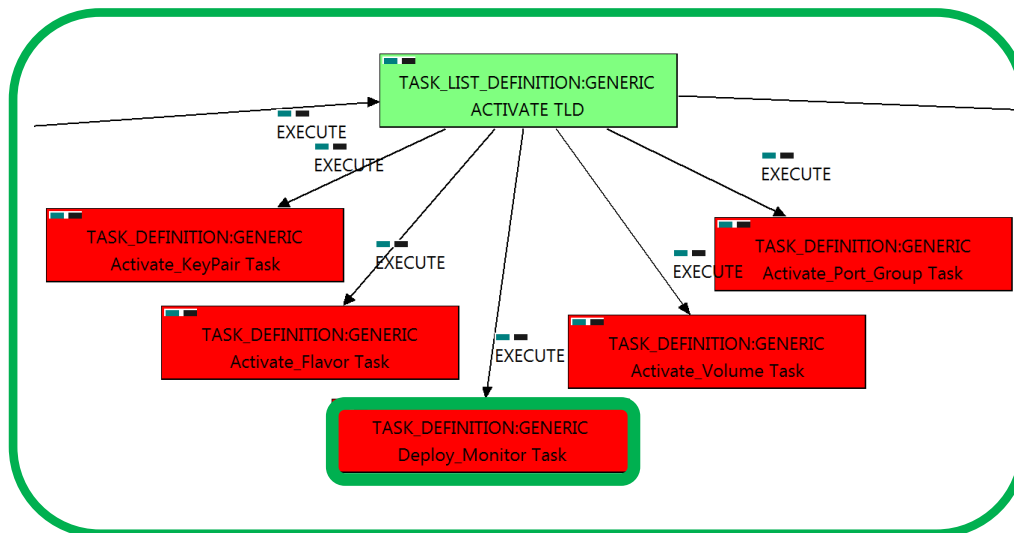 TASK_LIST_DEFINITION:GENERIC
ACTIVATE TLD
EXECUTE
EXECUTE
EXECUTE
TASK_DEFINITION:GENERIC
Activate_KeyPair Task
TASK_DEFINITION:GENERIC
Activate_Port_Group Task
EXECUTE
EXECUTE
TASK_DEFINITION:GENERIC
Activate_Flavor Task
TASK_DEFINITION:GENERIC
Activate_Volume Task
EXECUTE
TASK_DEFINITION:GENERIC
Deploy_Monitor Task